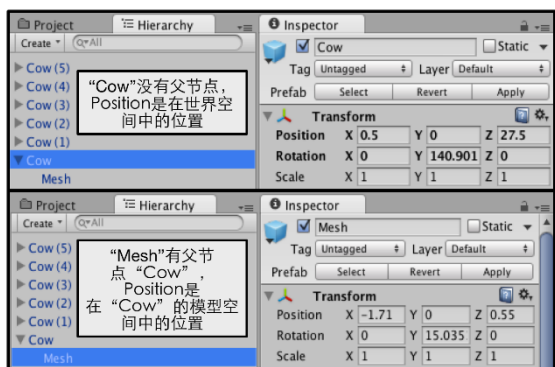 Project
Hierarchy
Create
All
Cow (5)
Cow (4)
Cow (3)
Cow (2)
Cow (1)
Cow
Mesh
“Cow”没有父节点，
Position是在世界空
间中的位置
Inspector
Cow
Static
Tag Untagged Layer Default
Prefab Select Revert Apply
Transform
Position X 0.5 Y 0 Z 27.5
Rotation X 0 Y 140.901 Z 0
Scale X 1 Y 1 Z 1
Project
Hierarchy
Create
All
Cow (5)
Cow (4)
Cow (3)
Cow (2)
Cow (1)
Cow
Mesh
“Mesh”有父节
点“Cow”，
Position是
在“Cow”的模型空
间中的位置
Inspector
Mesh
Static
Tag Untagged Layer Default
Prefab Select Revert Apply
Transform
Position X -1.71 Y 0 Z 0.55
Rotation X 0 Y 15.035 Z 0
Scale X 1 Y 1 Z 1